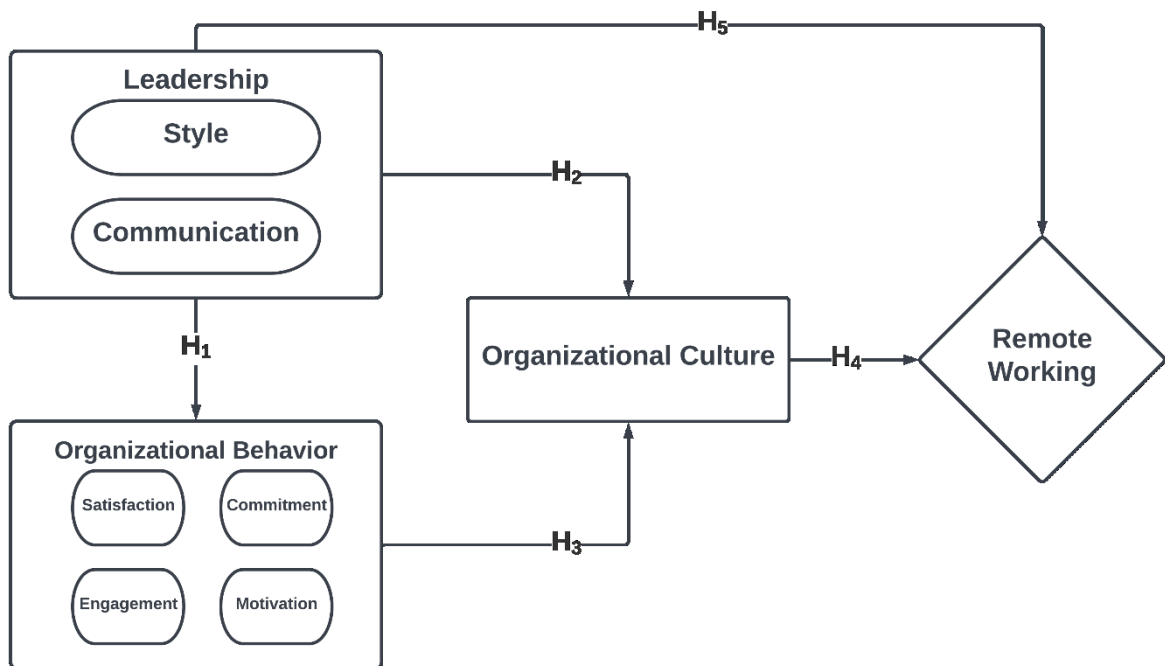 H₅
Leadership
Style
H₂
Communication
H₁
Organizational Culture
H₄
Remote
Working
Organizational Behavior
Satisfaction
Commitment
H₃
Engagement
Motivation